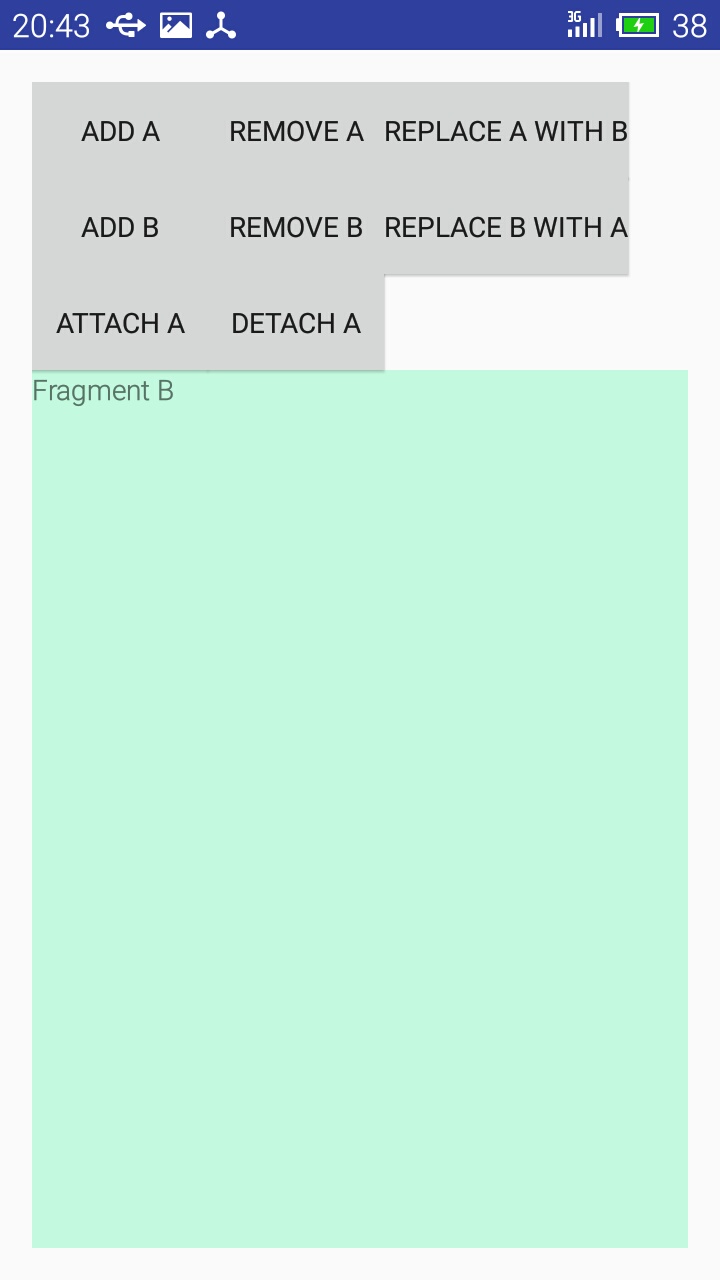 20:43 3G 38
ADD A REMOVE A REPLACE A WITH B
ADD B REMOVE B REPLACE B WITH A
ATTACH A DETACH A
Fragment B